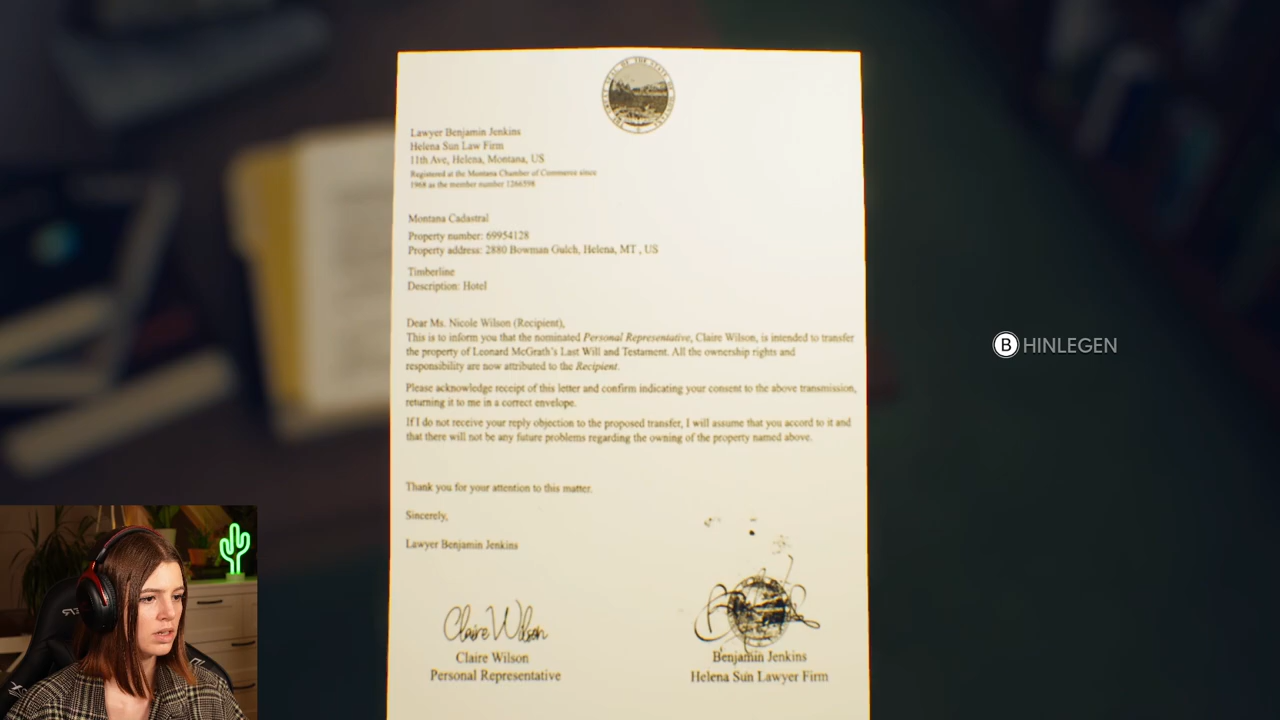 Lawyer Benjamin Jenkins
Helena Sun Law Firm
11th Ave, Helena, Montana, US
Registered at the Montana Chamber of Commerce since
1968 as the member number 1266598
Montana Cadastral
Property number: 69954128
Property address: 2880 Bowman Gulch, Helena, MT , US
Timberline
Description: Hotel
Dear Ms. Nicole Wilson (Recipient),
This is to inform you that the nominated Personal Representative, Claire Wilson, is intended to transfer
the property of Leonard McGrath's Last Will and Testament. All the ownership rights and
responsibility are now attributed to the Recipient.
Please acknowledge receipt of this letter and confirm indicating your consent to the above transmission,
returning it to me in a correct envelope.
If I do not receive your reply objection to the proposed transfer, I will assume that you accord to it and
that there will not be any future problems regarding the owning of the property named above.
Thank you for your attention to this matter.
Sincerely,
Lawyer Benjamin Jenkins
Claire Wilson
Claire Wilson
Personal Representative
Benjamin Jenkins
Helena Sun Lawyer Firm
B HINLEGEN